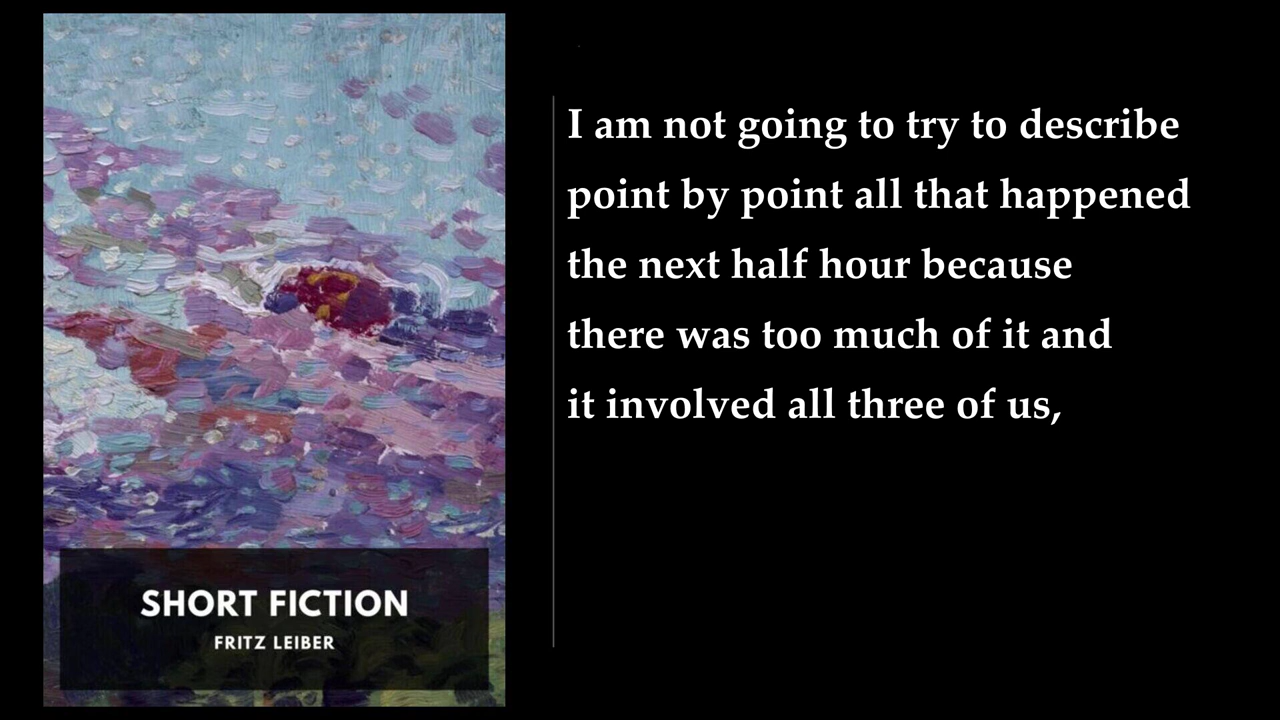 SHORT FICTION
FRITZ LEIBER
I am not going to try to describe
point by point all that happened
the next half hour because
there was too much of it and
it involved all three of us,